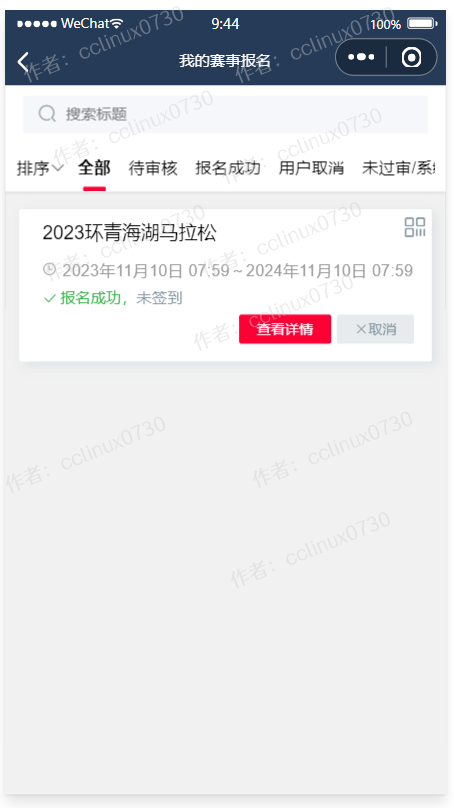 WeChat 9:44 100%
我的赛事报名
搜索标题
排序 全部 待审核 报名成功 用户取消 未过审/系
2023环青海湖马拉松
2023年11月10日 07:59～2024年11月10日 07:59
报名成功，未签到
查看详情 ×取消
作者：cclinux0730
作者：cclinux0730
作者：cclinux0730
作者：cclinux0730
作者：cclinux0730
作者：cclinux0730
作者：cclinux0730
作者：cclinux0730
作者：cclinux0730
作者：cclinux0730